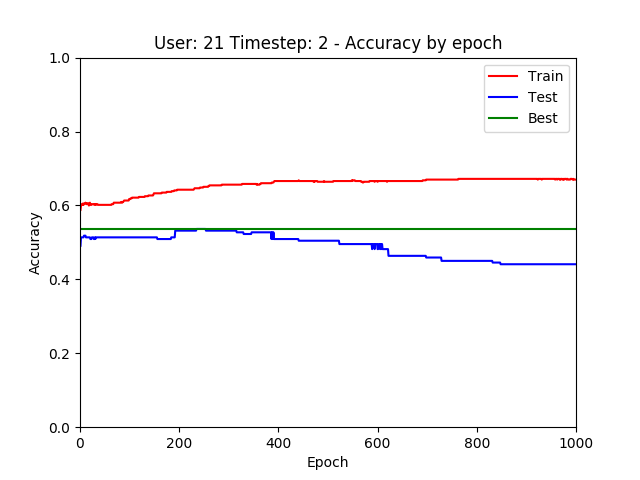 User: 21 Timestep: 2 - Accuracy by epoch
1.0
0.8
0.6
0.4
0.2
0.0
Accuracy
Train
Test
Best
0 200 400 600 800 1000
Epoch